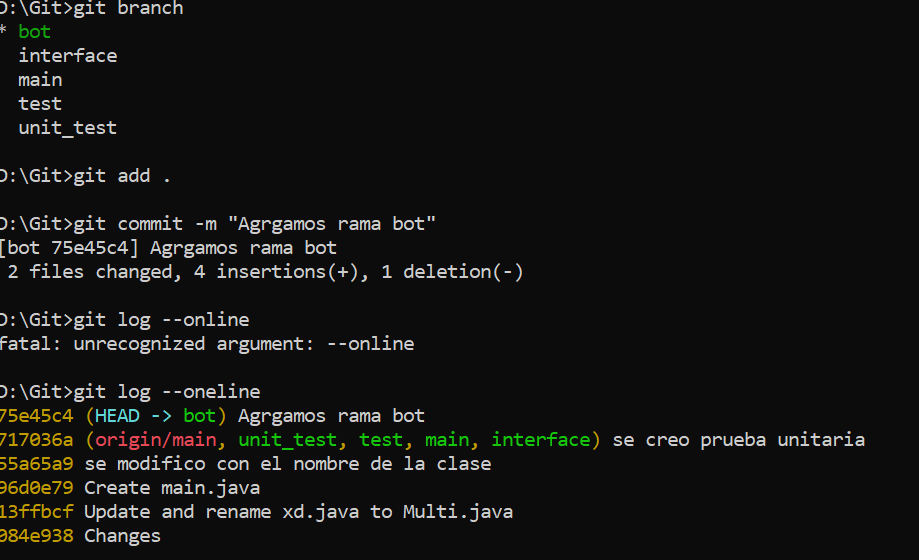 D:\Git>git branch
* bot
interface
main
test
unit_test
D:\Git>git add .
D:\Git>git commit -m "Agrgamos rama bot"
[bot 75e45c4] Agrgamos rama bot
2 files changed, 4 insertions(+), 1 deletion(-)
D:\Git>git log --online
fatal: unrecognized argument: --online
D:\Git>git log --oneline
75e45c4 (HEAD -> bot) Agrgamos rama bot
717036a (origin/main, unit_test, test, main, interface) se creo prueba unitaria
55a65a9 se modifico con el nombre de la clase
96d0e79 Create main.java
13ffbcf Update and rename xd.java to Multi.java
084e938 Changes